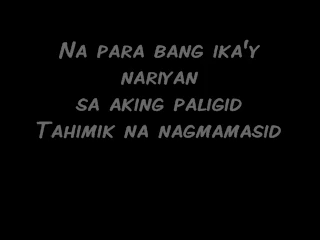 Na para bang ika'y
nariyan
sa aking paligid
Tahimik na nagmamasid